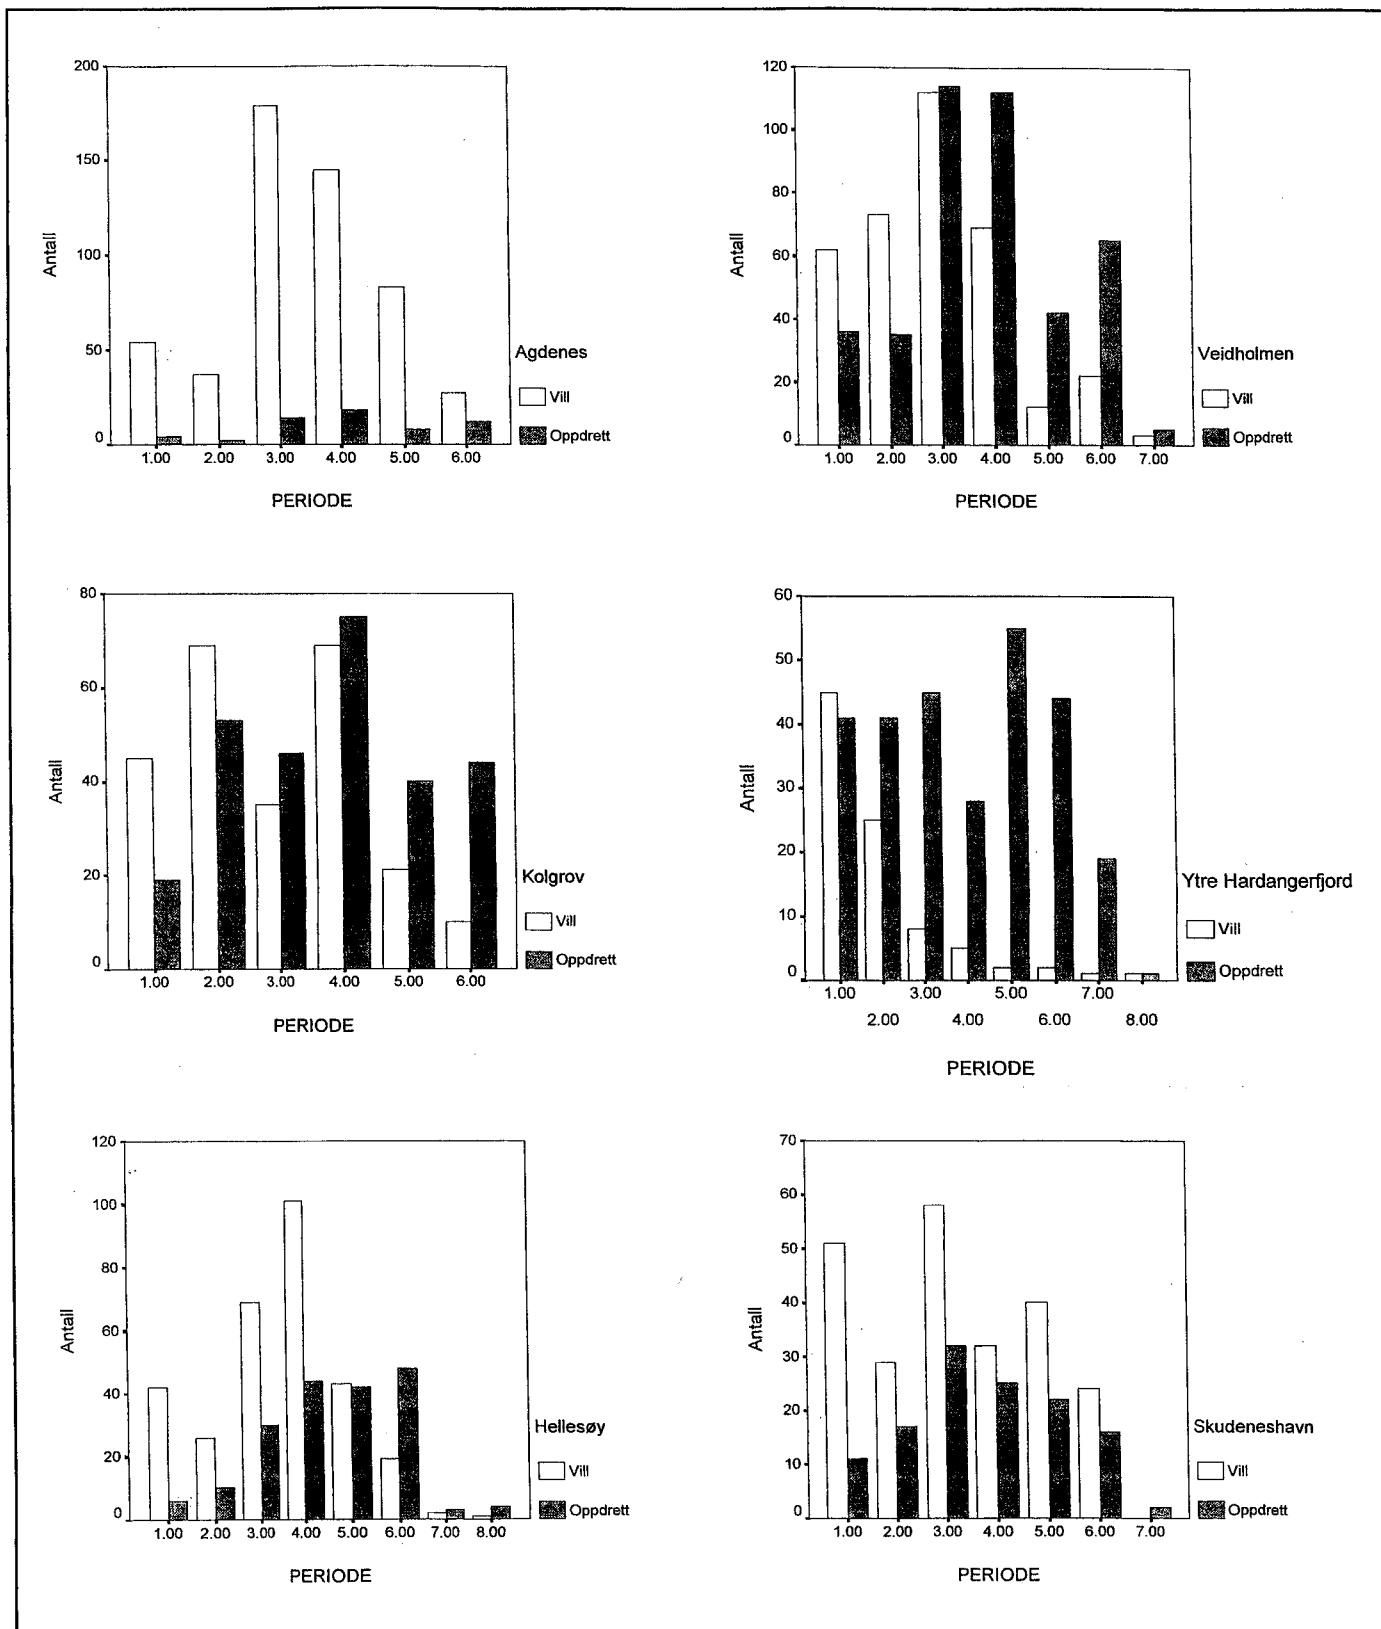 200
150
100
50
0
Antall
1.00 2.00 3.00 4.00 5.00 6.00
PERIODE
Agdenes
Vill
Oppdrett
120
100
80
60
40
20
0
Antall
1.00 2.00 3.00 4.00 5.00 6.00 7.00
PERIODE
Veidholmen
Vill
Oppdrett
80
60
40
20
0
Antall
1.00 2.00 3.00 4.00 5.00 6.00
PERIODE
Kolgrov
Vill
Oppdrett
60
50
40
30
20
10
0
Antall
1.00 3.00 5.00 7.00
2.00 4.00 6.00 8.00
PERIODE
Ytre Hardangerfjord
Vill
Oppdrett
120
100
80
60
40
20
0
Antall
1.00 2.00 3.00 4.00 5.00 6.00 7.00 8.00
PERIODE
Hellesøy
Vill
Oppdrett
70
60
50
40
30
20
10
0
Antall
1.00 2.00 3.00 4.00 5.00 6.00 7.00
PERIODE
Skudeneshavn
Vill
Oppdrett